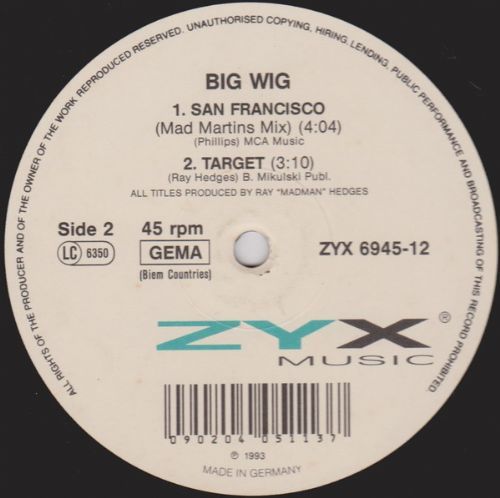 ALL RIGHTS OF THE PRODUCER AND OF THE OWNER OF THE WORK REPRODUCED RESERVED. UNAUTHORISED COPYING, HIRING, LENDING, PUBLIC PERFORMANCE AND BROADCASTING OF THIS RECORD PROHIBITED.
BIG WIG
1. SAN FRANCISCO
(Mad Martins Mix) (4:04)
(Phillips) MCA Music
2. TARGET (3:10)
(Ray Hedges) B. Mikulski Publ.
ALL TITLES PRODUCED BY RAY "MADMAN" HEDGES
Side 2 45 rpm
LC 6350 GEMA ZYX 6945-12
(Biem Countries)
ZYX ®
MUSIC
090204 051137
℗ 1993
MADE IN GERMANY